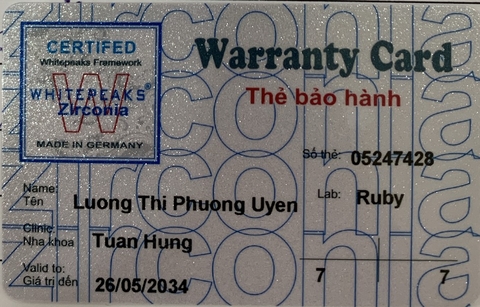 CERTIFED
Whitepeaks Framework
WHITEPEAKS®
Zirconia
W
MADE IN GERMANY
Warranty Card
Thẻ bảo hành
Số thẻ: 05247428
Name:
Tên
Luong Thi Phuong Uyen
Lab: Ruby
Clinic:
Nha khoa
Tuan Hung
Valid to:
Giá trị đến
26/05/2034
7 7
zirconia